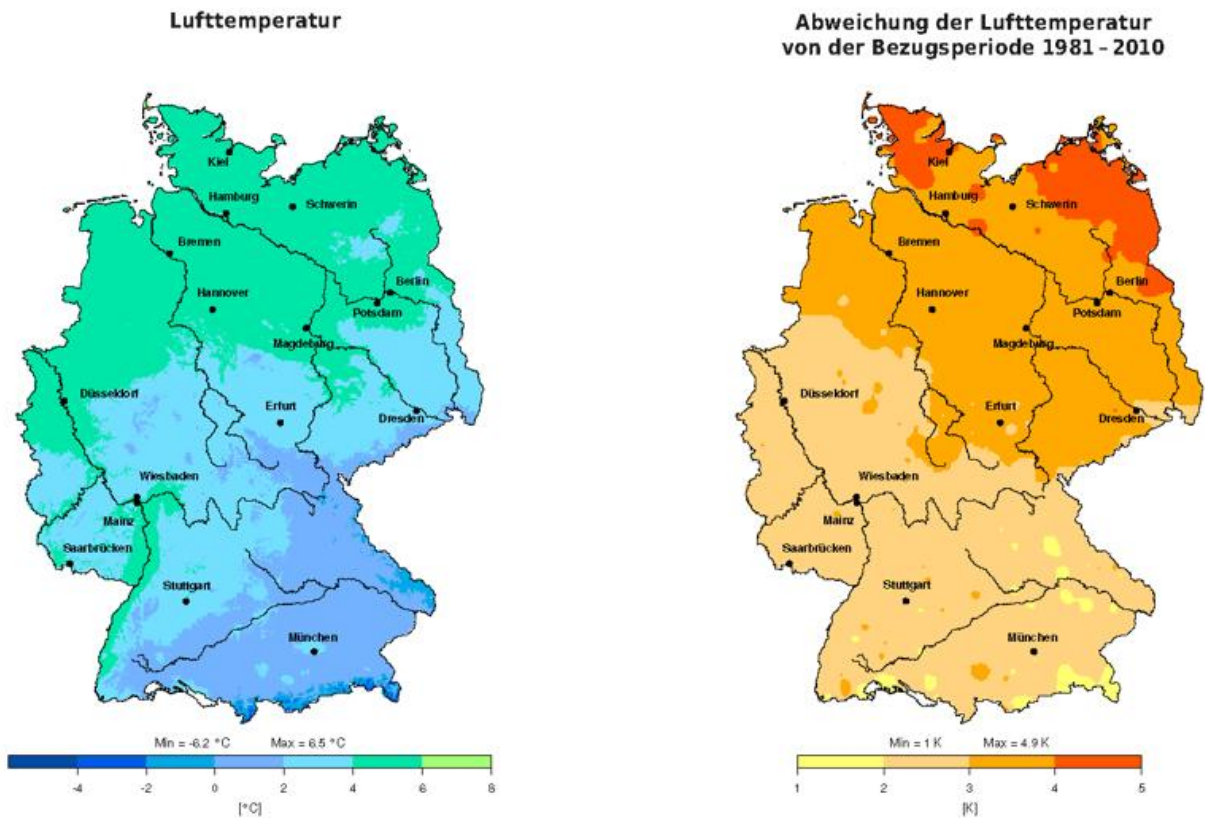 Lufttemperatur
Kiel
Hamburg
Schwerin
Bremen
Berlin
Hannover
Potsdam
Magdeburg
Düsseldorf
Erfurt
Dresden
Wiesbaden
Mainz
Saarbrücken
Stuttgart
München
Min = -6.2 °C Max = 6.5 °C
-4 -2 0 2 4 6 8
[°C]
Abweichung der Lufttemperatur
von der Bezugsperiode 1981 – 2010
Kiel
Hamburg
Schwerin
Bremen
Berlin
Hannover
Potsdam
Magdeburg
Düsseldorf
Erfurt
Dresden
Wiesbaden
Mainz
Saarbrücken
Stuttgart
München
Min = 1 K Max = 4.9 K
1 2 3 4 5
[K]